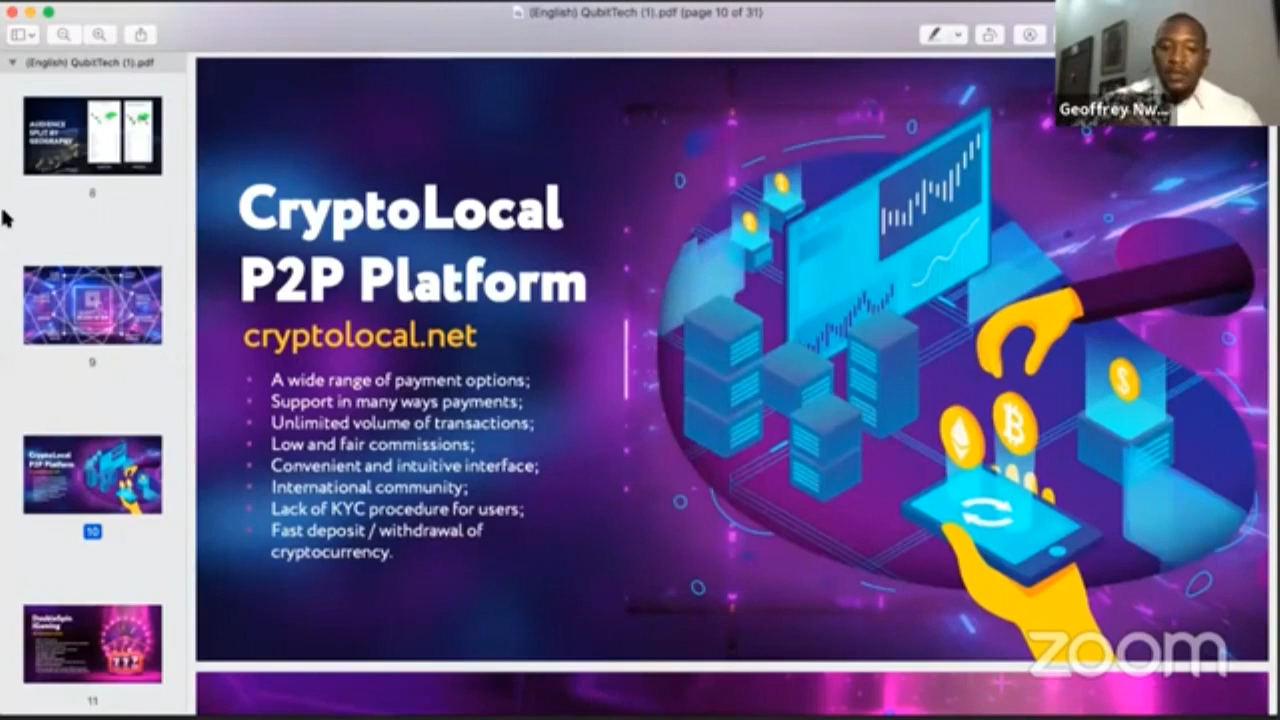 (English) QubitTech (1).pdf (page 10 of 31)
(English) QubitTech (1).pdf
Geoffrey Nw...
AUDIENCE
SPLIT BY
GEOGRAPHY
8
9
CryptoLocal
P2P Platform
10
DoubleSpin
iGaming
11
CryptoLocal
P2P Platform
cryptolocal.net
A wide range of payment options;
Support in many ways payments;
Unlimited volume of transactions;
Low and fair commissions;
Convenient and intuitive interface;
International community;
Lack of KYC procedure for users;
Fast deposit / withdrawal of
cryptocurrency.
zoom